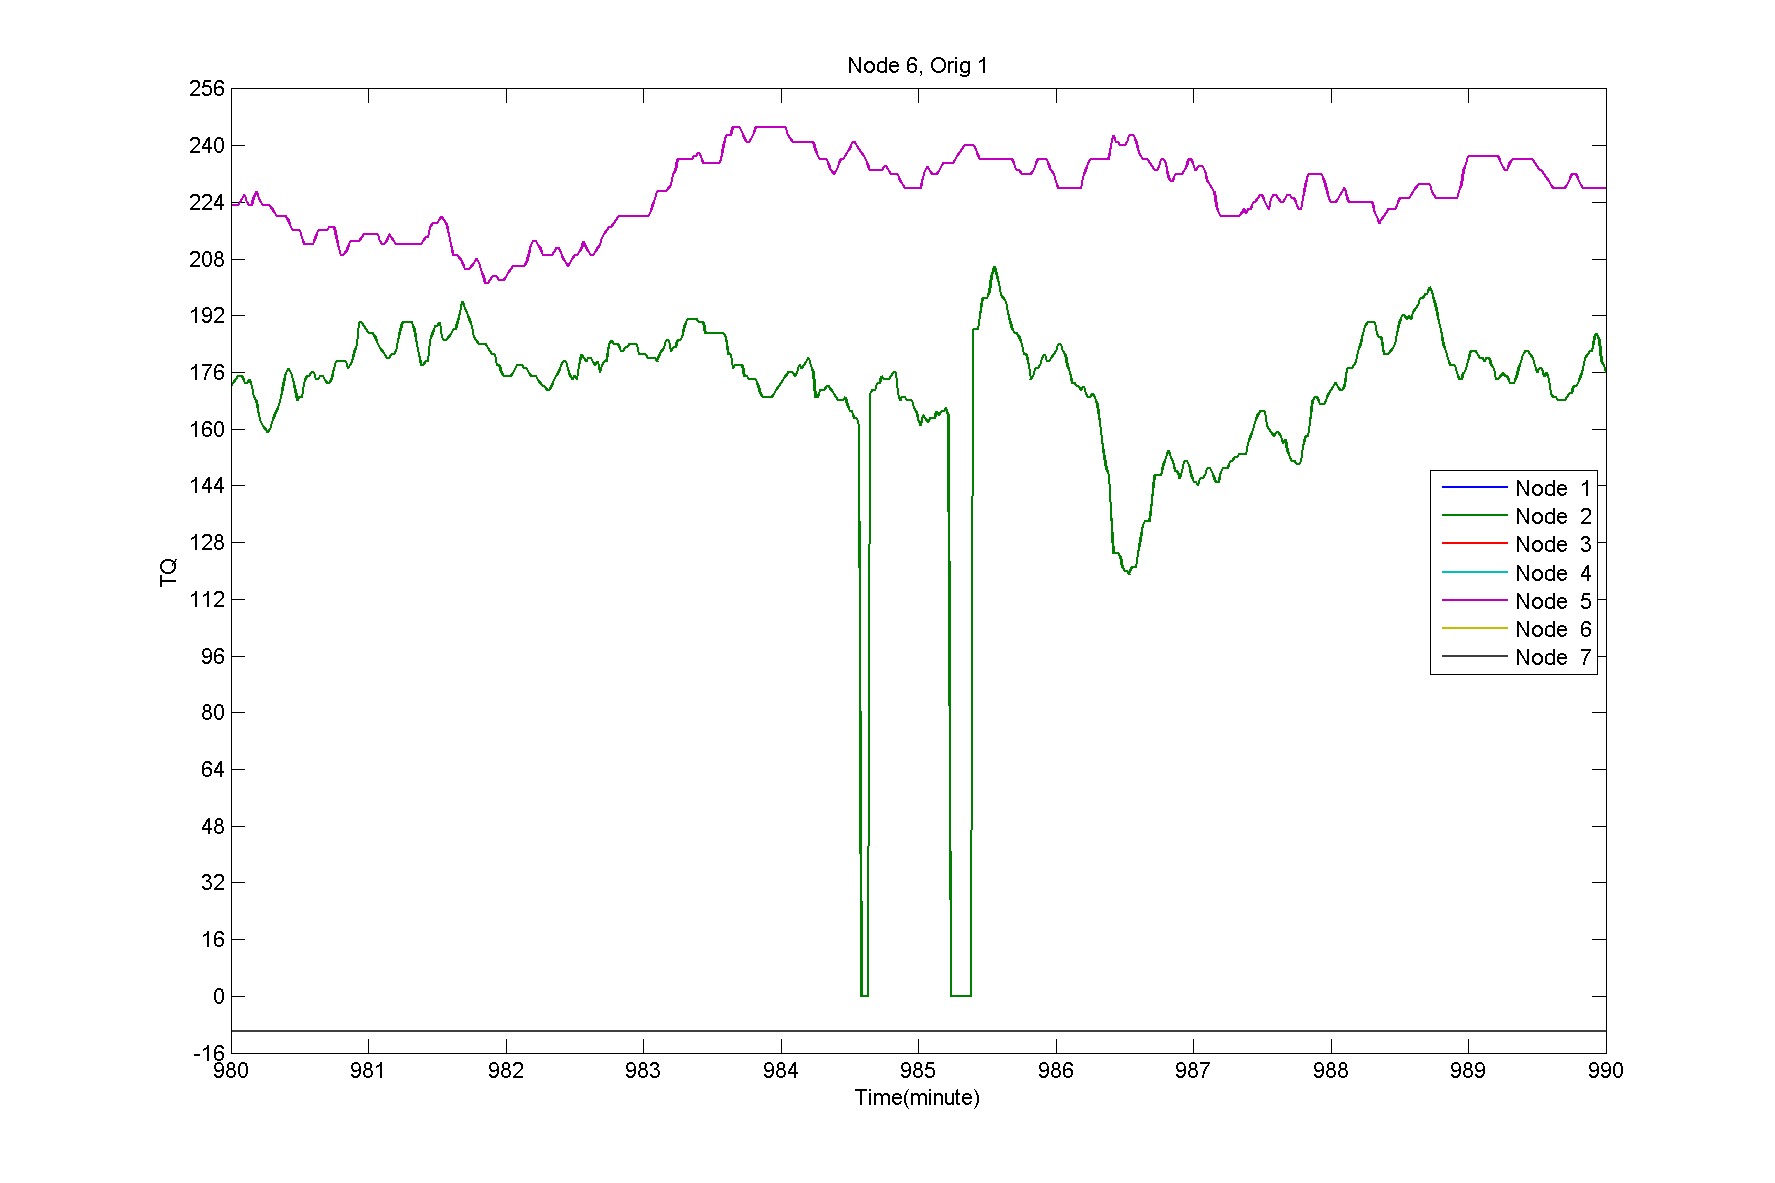 Node 6, Orig 1
256
240
224
208
192
176
160
144
128
112
96
80
64
48
32
16
0
-16
TQ
Node 1
Node 2
Node 3
Node 4
Node 5
Node 6
Node 7
980 981 982 983 984 985 986 987 988 989 990
Time(minute)